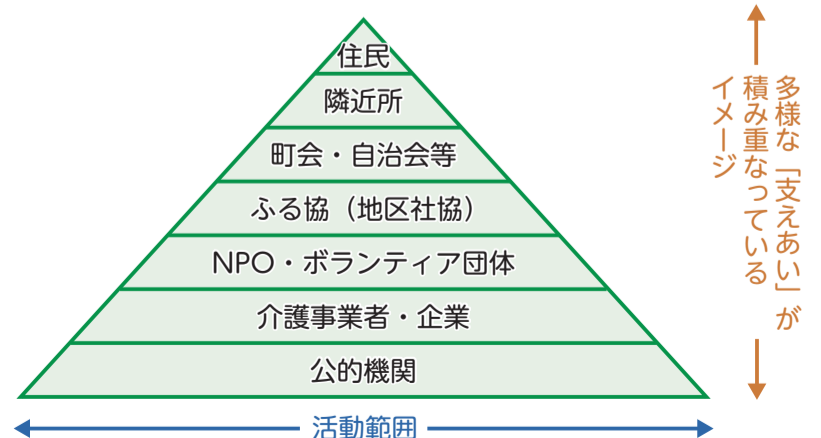 住民
隣近所
町会・自治会等
ふる協（地区社協）
NPO・ボランティア団体
介護事業者・企業
公的機関
活動範囲
多様な「支えあい」が
積み重なっている
イメージ